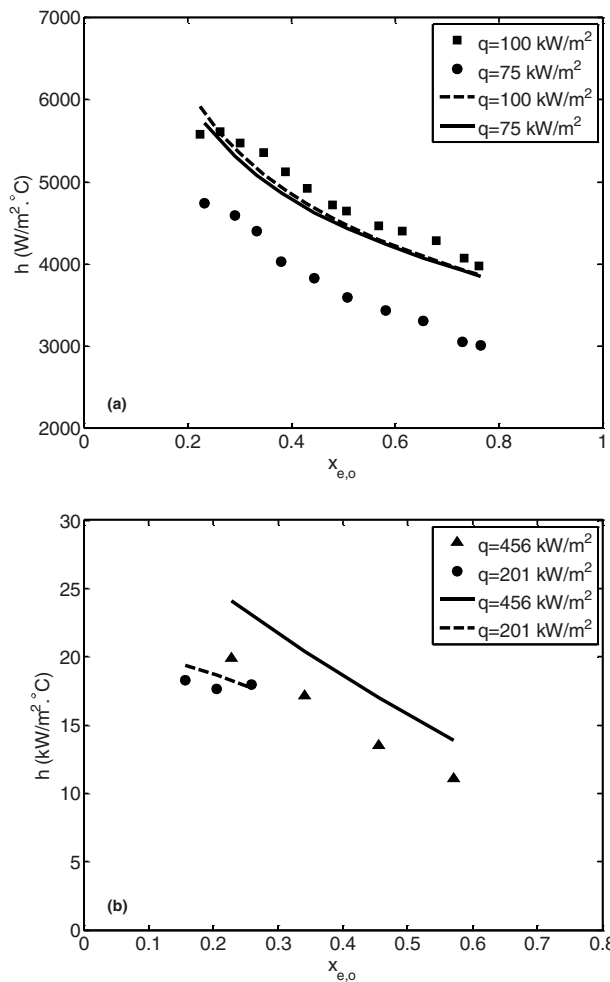 7000
6000
5000
4000
3000
2000
h (W/m².°C)
q=100 kW/m²
q=75 kW/m²
q=100 kW/m²
q=75 kW/m²
(a)
0 0.2 0.4 0.6 0.8 1
xe,o
30
25
20
15
10
5
0
h (kW/m².°C)
q=456 kW/m²
q=201 kW/m²
q=456 kW/m²
q=201 kW/m²
(b)
0 0.1 0.2 0.3 0.4 0.5 0.6 0.7 0.8
xe,o